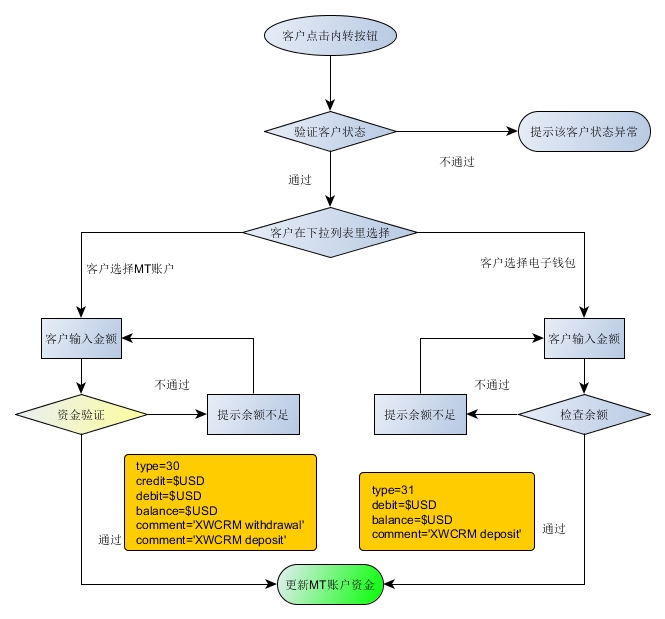 客户点击内转按钮
验证客户状态
提示该客户状态异常
不通过
通过
客户在下拉列表里选择
客户选择MT账户
客户选择电子钱包
客户输入金额
客户输入金额
不通过
不通过
资金验证
提示余额不足
提示余额不足
检查余额
type=30
credit=$USD
debit=$USD
balance=$USD
comment='XWCRM withdrawal'
comment='XWCRM deposit'
type=31
debit=$USD
balance=$USD
comment='XWCRM deposit'
通过
通过
更新MT账户资金